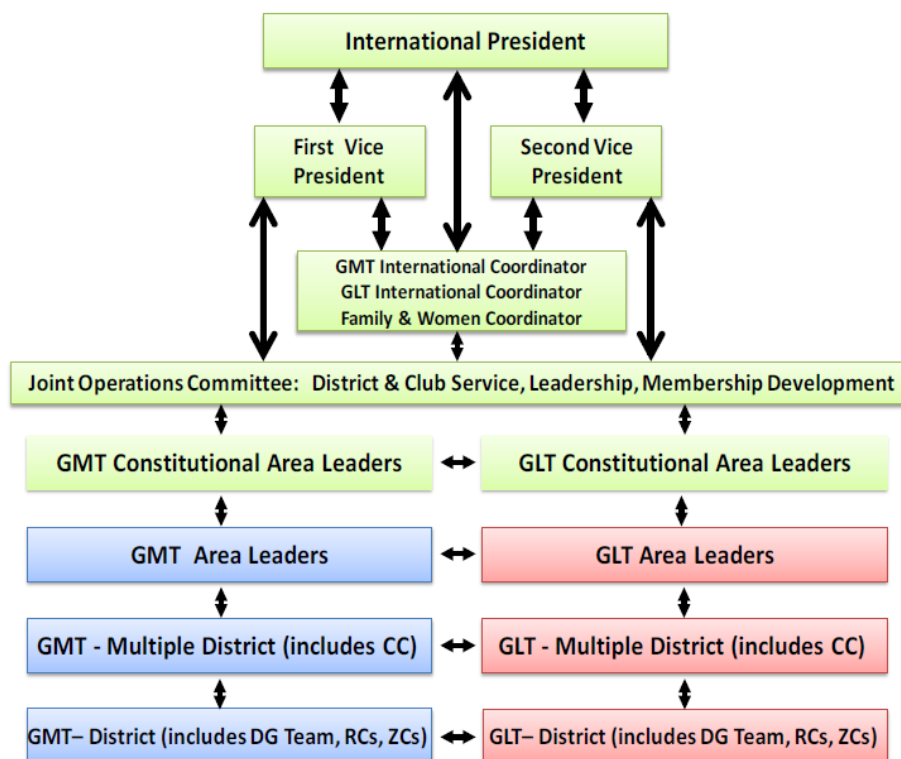 International President
First Vice
President
Second Vice
President
GMT International Coordinator
GLT International Coordinator
Family & Women Coordinator
Joint Operations Committee: District & Club Service, Leadership, Membership Development
GMT Constitutional Area Leaders
GLT Constitutional Area Leaders
GMT Area Leaders
GLT Area Leaders
GMT - Multiple District (includes CC)
GLT - Multiple District (includes CC)
GMT– District (includes DG Team, RCs, ZCs)
GLT– District (includes DG Team, RCs, ZCs)